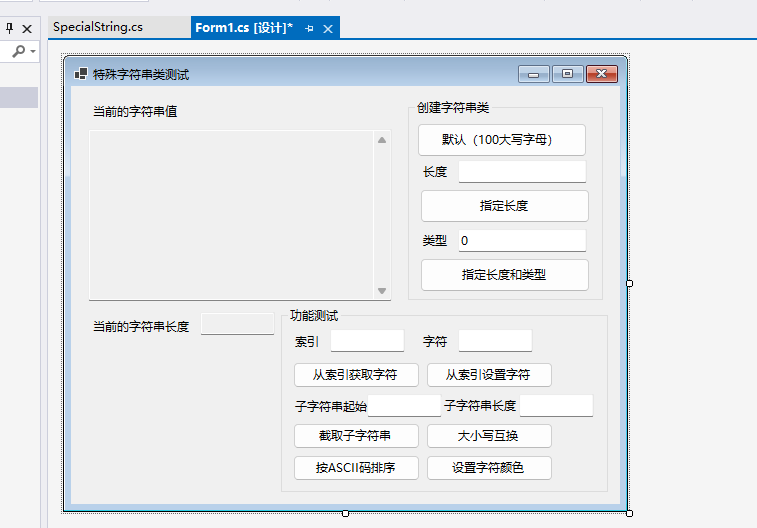 SpecialString.cs
Form1.cs [设计]*
特殊字符串类测试
当前的字符串值
创建字符串类
默认（100大写字母）
长度
指定长度
类型 0
指定长度和类型
当前的字符串长度
功能测试
索引 字符
从索引获取字符 从索引设置字符
子字符串起始 子字符串长度
截取子字符串 大小写互换
按ASCII码排序 设置字符颜色